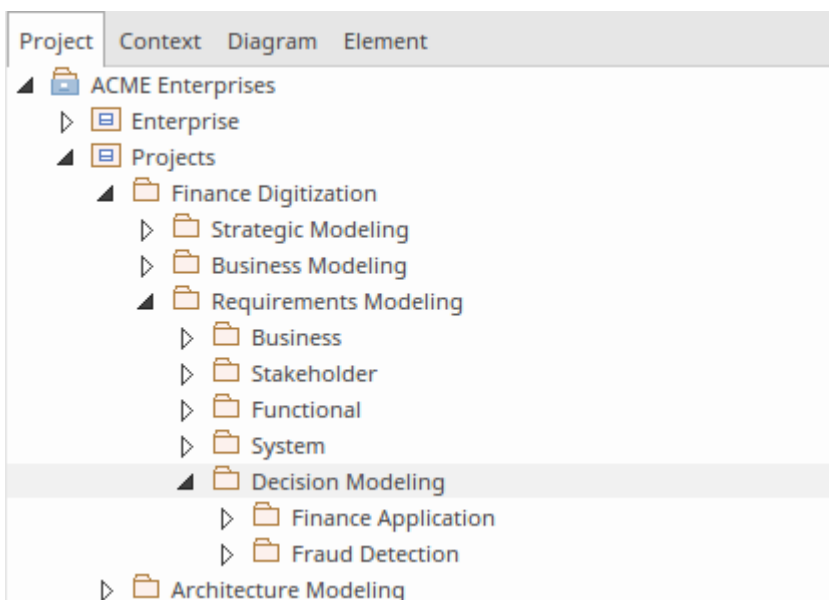 Project Context Diagram Element
ACME Enterprises
Enterprise
Projects
Finance Digitization
Strategic Modeling
Business Modeling
Requirements Modeling
Business
Stakeholder
Functional
System
Decision Modeling
Finance Application
Fraud Detection
Architecture Modeling